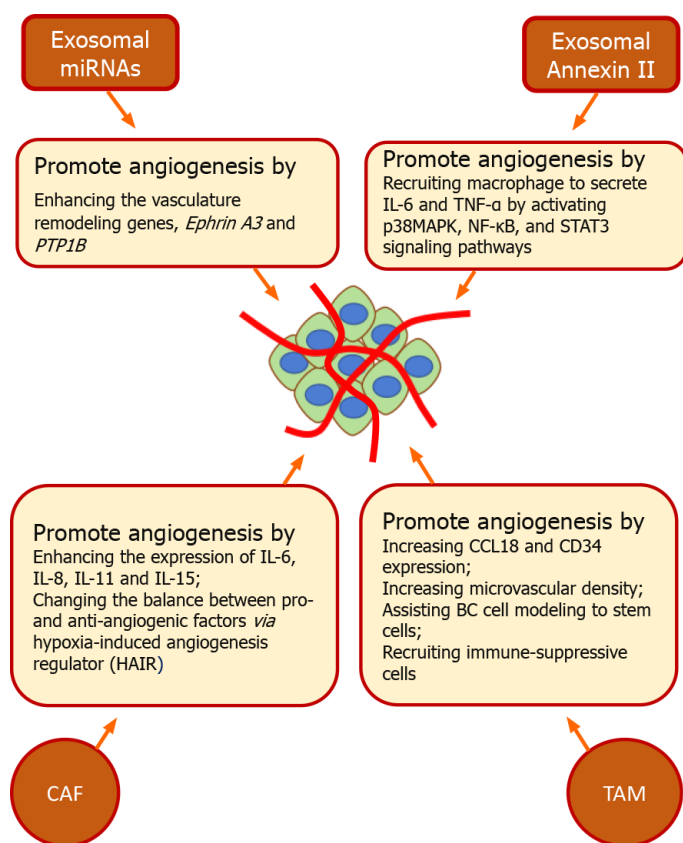 Exosomal
miRNAs
Exosomal
Annexin II
Promote angiogenesis by
Enhancing the vasculature
remodeling genes, Ephrin A3 and
PTP1B
Promote angiogenesis by
Recruiting macrophage to secrete
IL-6 and TNF-α by activating
p38MAPK, NF-κB, and STAT3
signaling pathways
Promote angiogenesis by
Enhancing the expression of IL-6,
IL-8, IL-11 and IL-15;
Changing the balance between pro-
and anti-angiogenic factors via
hypoxia-induced angiogenesis
regulator (HAIR)
Promote angiogenesis by
Increasing CCL18 and CD34
expression;
Increasing microvascular density;
Assisting BC cell modeling to stem
cells;
Recruiting immune-suppressive
cells
CAF
TAM